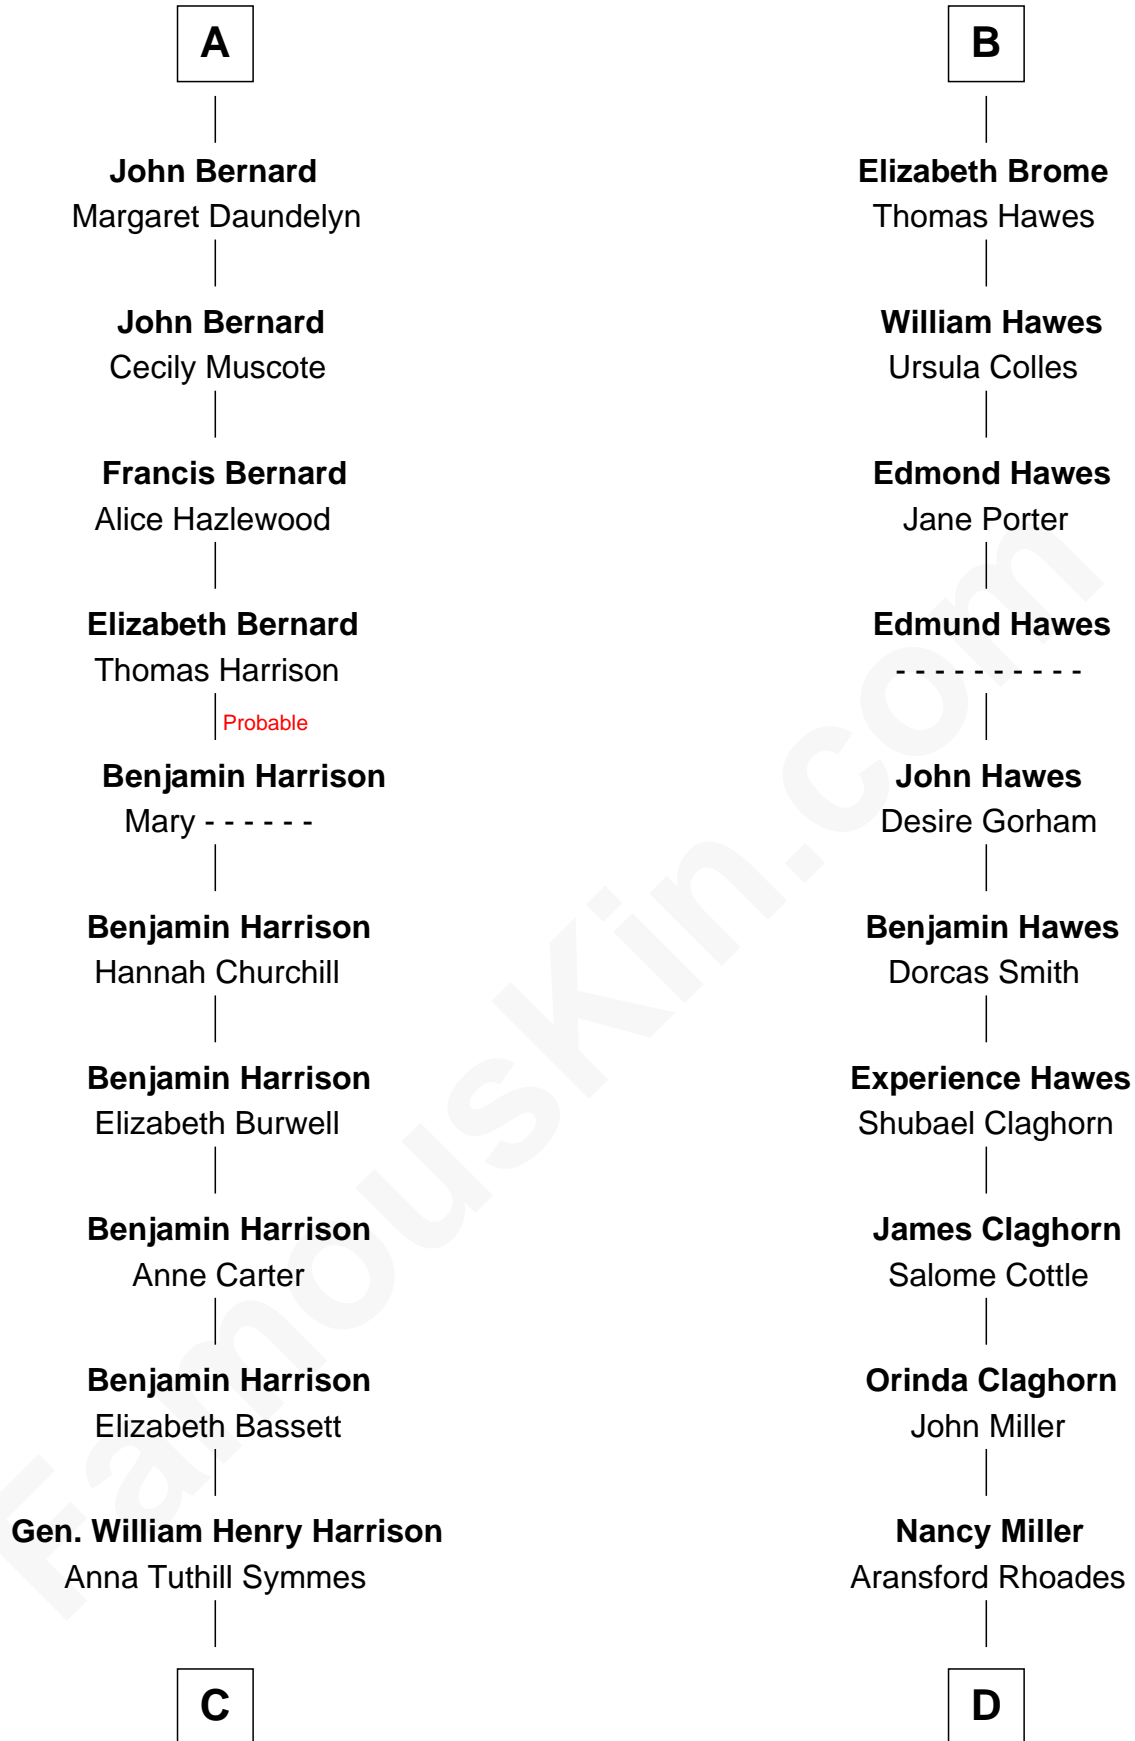 A
John Bernard
Margaret Daundelyn
John Bernard
Cecily Muscote
Francis Bernard
Alice Hazlewood
Elizabeth Bernard
Thomas Harrison
Probable
Benjamin Harrison
Mary - - - - - -
Benjamin Harrison
Hannah Churchill
Benjamin Harrison
Elizabeth Burwell
Benjamin Harrison
Anne Carter
Benjamin Harrison
Elizabeth Bassett
Gen. William Henry Harrison
Anna Tuthill Symmes
C
B
Elizabeth Brome
Thomas Hawes
William Hawes
Ursula Colles
Edmond Hawes
Jane Porter
Edmund Hawes
- - - - - - - - - -
John Hawes
Desire Gorham
Benjamin Hawes
Dorcas Smith
Experience Hawes
Shubael Claghorn
James Claghorn
Salome Cottle
Orinda Claghorn
John Miller
Nancy Miller
Aransford Rhoades
D
FamousKin.com